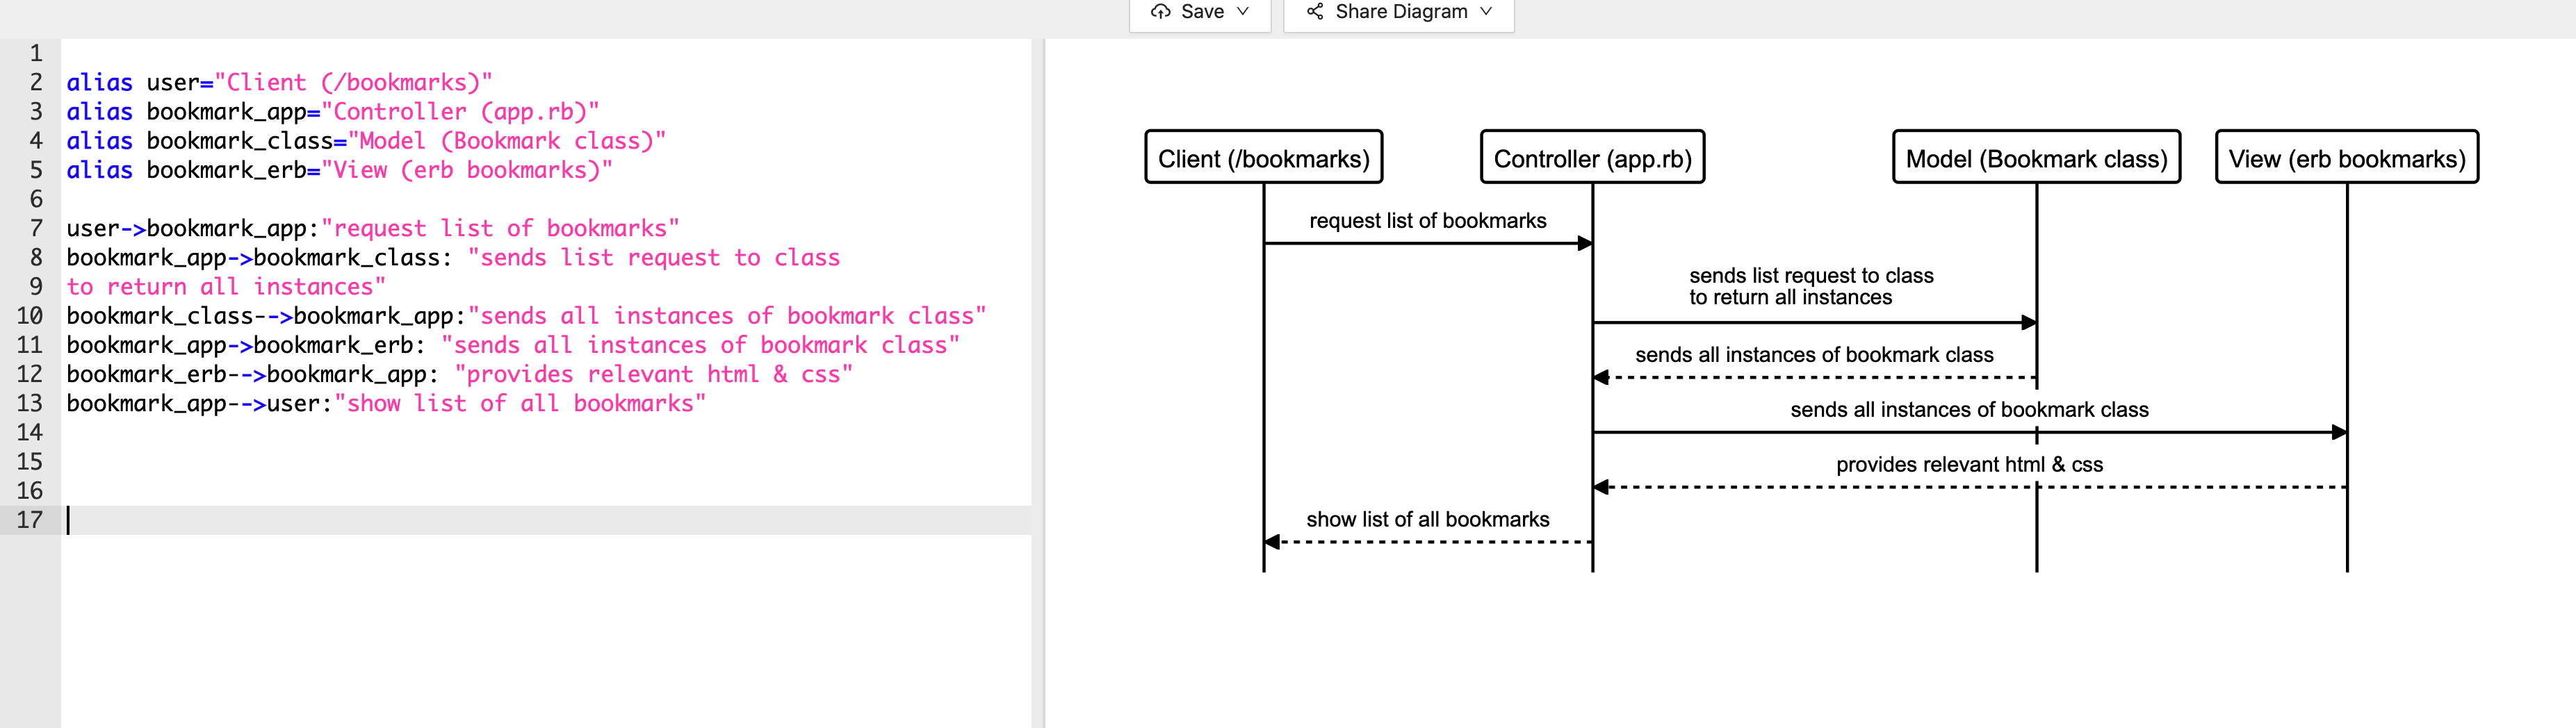 Save
Share Diagram
1
2 alias user="Client (/bookmarks)"
3 alias bookmark_app="Controller (app.rb)"
4 alias bookmark_class="Model (Bookmark class)"
5 alias bookmark_erb="View (erb bookmarks)"
6
7 user->bookmark_app:"request list of bookmarks"
8 bookmark_app->bookmark_class: "sends list request to class
9 to return all instances"
10 bookmark_class-->bookmark_app:"sends all instances of bookmark class"
11 bookmark_app->bookmark_erb: "sends all instances of bookmark class"
12 bookmark_erb-->bookmark_app: "provides relevant html & css"
13 bookmark_app-->user:"show list of all bookmarks"
14
15
16
17
Client (/bookmarks)
Controller (app.rb)
Model (Bookmark class)
View (erb bookmarks)
request list of bookmarks
sends list request to class
to return all instances
sends all instances of bookmark class
sends all instances of bookmark class
provides relevant html & css
show list of all bookmarks